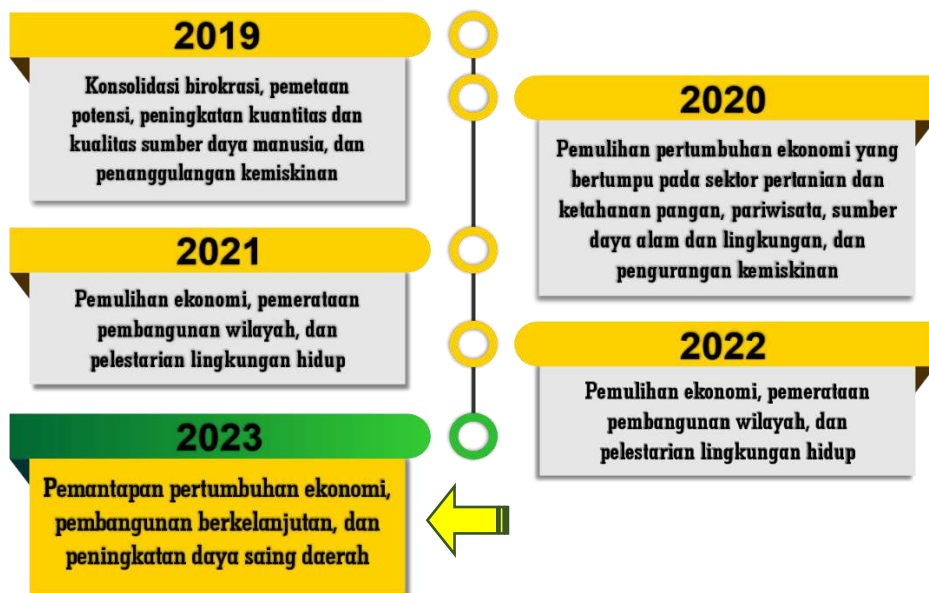 2019
Konsolidasi birokrasi, pemetaan
potensi, peningkatan kuantitas dan
kualitas sumber daya manusia, dan
penanggulangan kemiskinan
2020
Pemulihan pertumbuhan ekonomi yang
bertumpu pada sektor pertanian dan
ketahanan pangan, pariwisata, sumber
daya alam dan lingkungan, dan
pengurangan kemiskinan
2021
Pemulihan ekonomi, pemerataan
pembangunan wilayah, dan
pelestarian lingkungan hidup
2022
Pemulihan ekonomi, pemerataan
pembangunan wilayah, dan
pelestarian lingkungan hidup
2023
Pemantapan pertumbuhan ekonomi,
pembangunan berkelanjutan, dan
peningkatan daya saing daerah